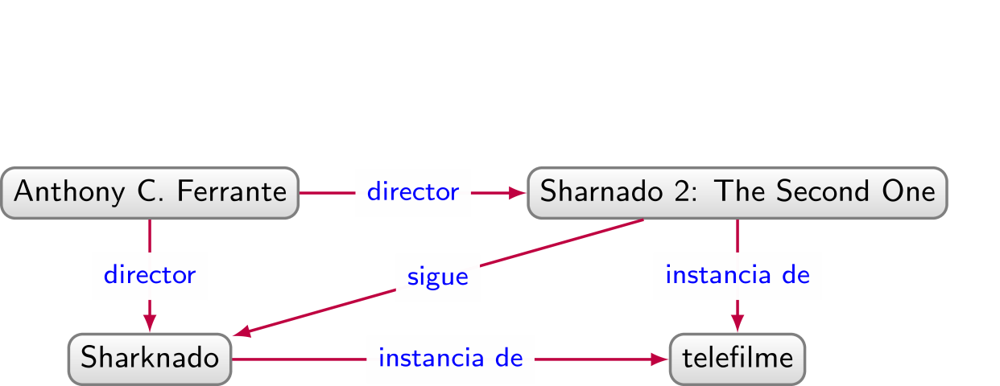 Anthony C. Ferrante director Sharnado 2: The Second One
director sigue instancia de
Sharknado instancia de telefilme